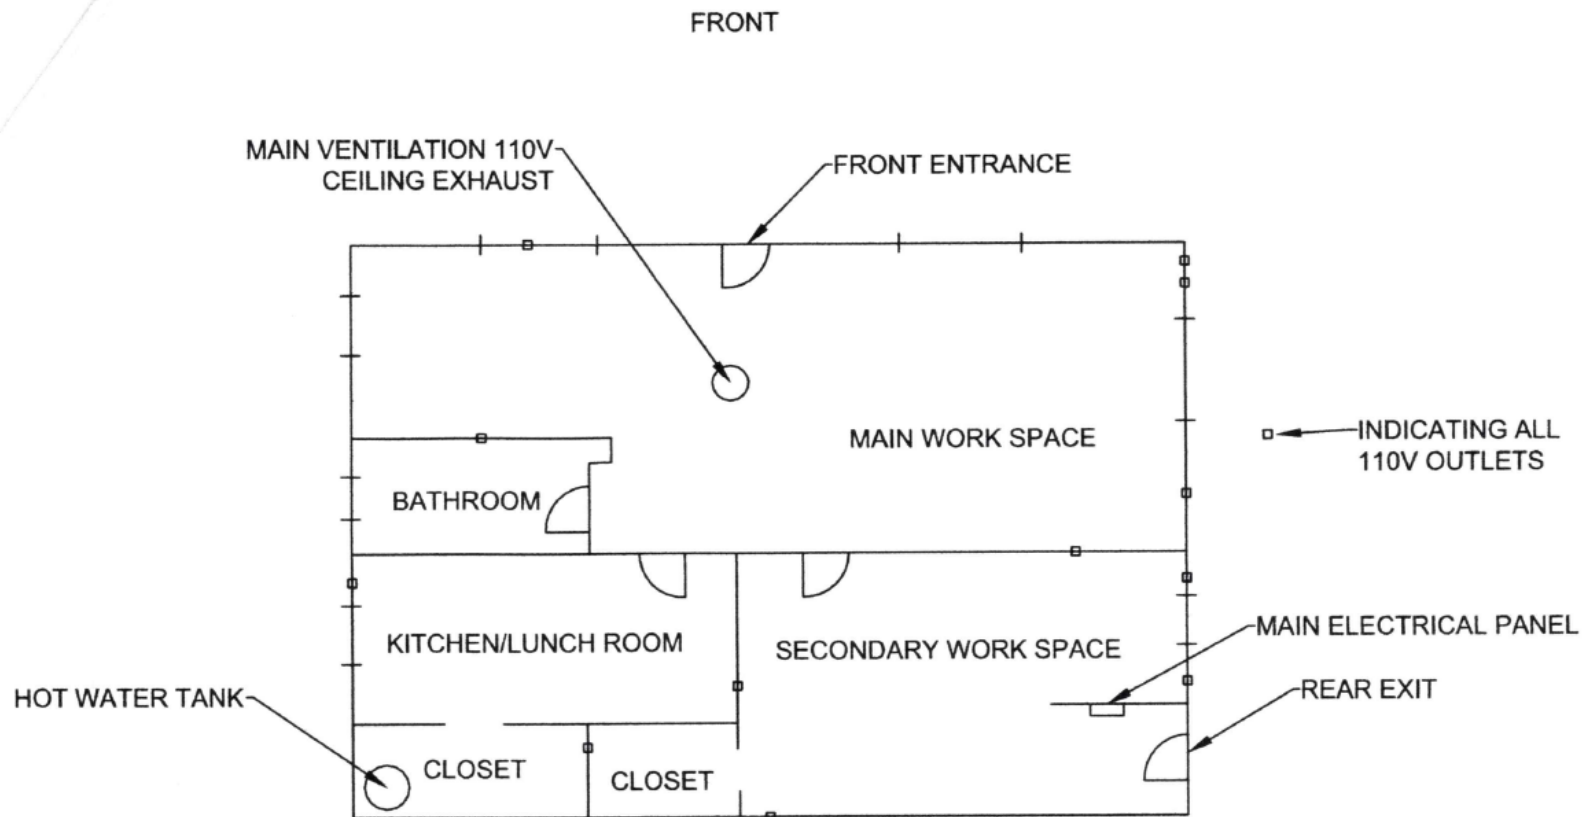 FRONT
MAIN VENTILATION 110V
CEILING EXHAUST
FRONT ENTRANCE
MAIN WORK SPACE
INDICATING ALL
110V OUTLETS
BATHROOM
KITCHEN/LUNCH ROOM
SECONDARY WORK SPACE
MAIN ELECTRICAL PANEL
HOT WATER TANK
REAR EXIT
CLOSET
CLOSET